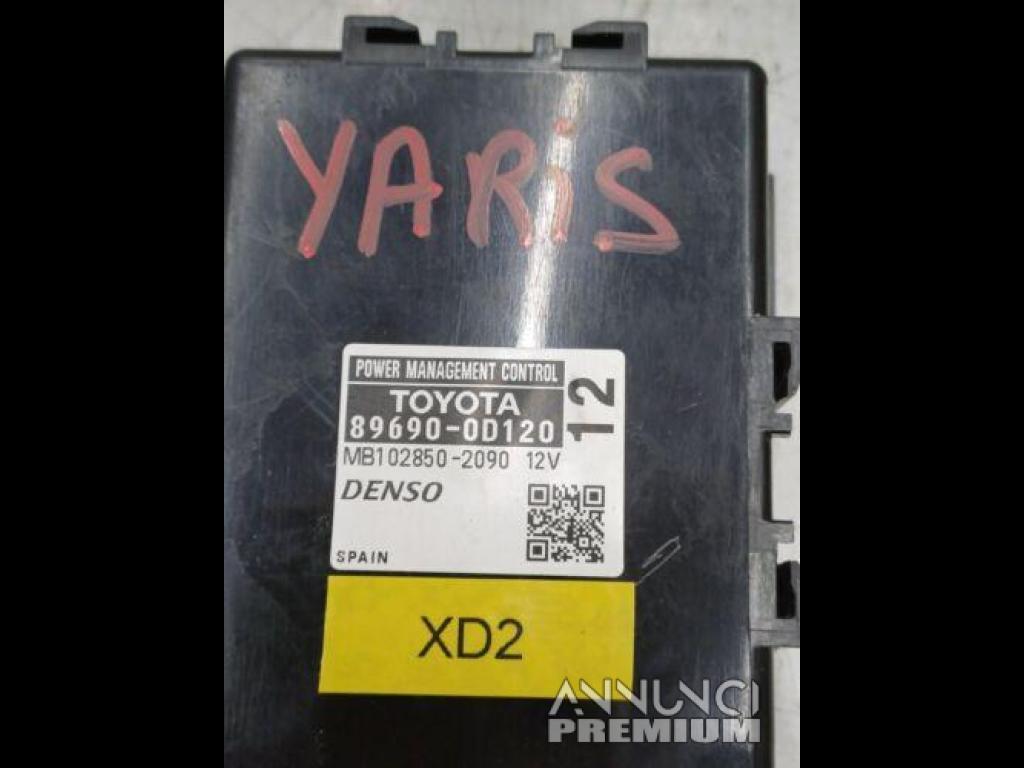 YARiS
POWER MANAGEMENT CONTROL
TOYOTA
89690-0D120
12
MB102850-2090 12V
DENSO
SPAIN
XD2
ANNUNCI
PREMIUM